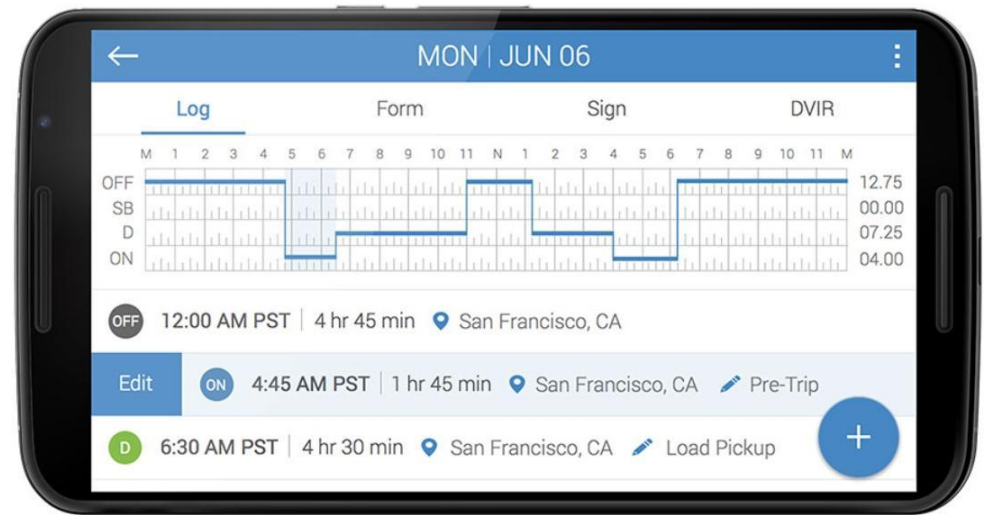 MON | JUN 06
Log Form Sign DVIR
M 1 2 3 4 5 6 7 8 9 10 11 N 1 2 3 4 5 6 7 8 9 10 11 M
OFF 12.75
SB 00.00
D 07.25
ON 04.00
OFF 12:00 AM PST | 4 hr 45 min San Francisco, CA
Edit ON 4:45 AM PST | 1 hr 45 min San Francisco, CA Pre-Trip
D 6:30 AM PST | 4 hr 30 min San Francisco, CA Load Pickup
+